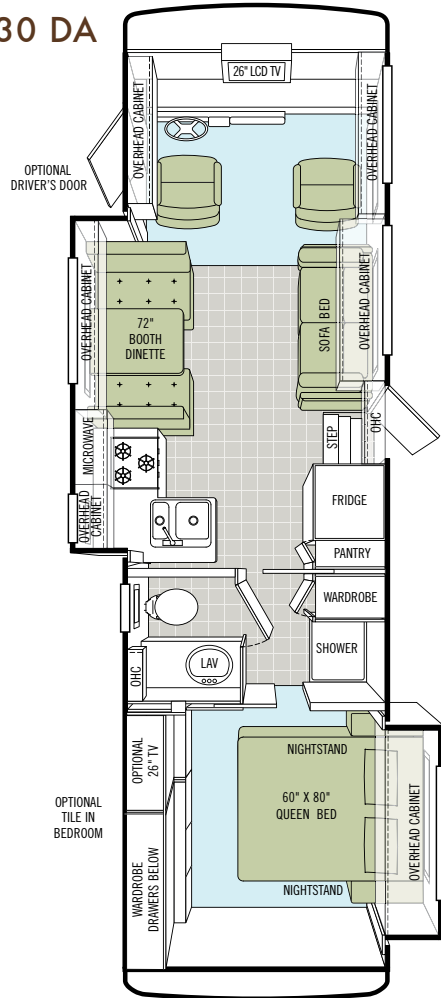 30 DA
26" LCD TV
OVERHEAD CABINET
OVERHEAD CABINET
OPTIONAL
DRIVER'S DOOR
OVERHEAD CABINET
72"
BOOTH
DINETTE
SOFA BED
OVERHEAD CABINET
MICROWAVE
OHC
STEP
OVERHEAD
CABINET
FRIDGE
PANTRY
WARDROBE
SHOWER
LAV
OHC
OPTIONAL
26" TV
NIGHTSTAND
OPTIONAL
TILE IN
BEDROOM
60" X 80"
QUEEN BED
OVERHEAD CABINET
WARDROBE
DRAWERS BELOW
NIGHTSTAND